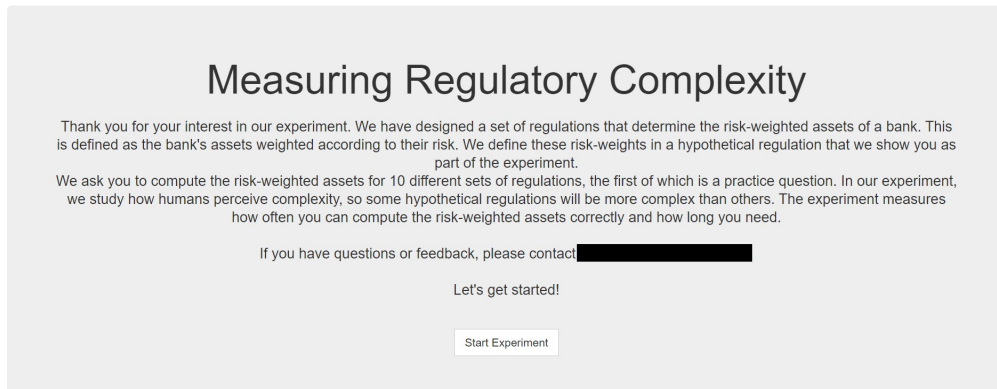 Measuring Regulatory Complexity
Thank you for your interest in our experiment. We have designed a set of regulations that determine the risk-weighted assets of a bank. This
is defined as the bank's assets weighted according to their risk. We define these risk-weights in a hypothetical regulation that we show you as
part of the experiment.
We ask you to compute the risk-weighted assets for 10 different sets of regulations, the first of which is a practice question. In our experiment,
we study how humans perceive complexity, so some hypothetical regulations will be more complex than others. The experiment measures
how often you can compute the risk-weighted assets correctly and how long you need.
If you have questions or feedback, please contact
Let's get started!
Start Experiment